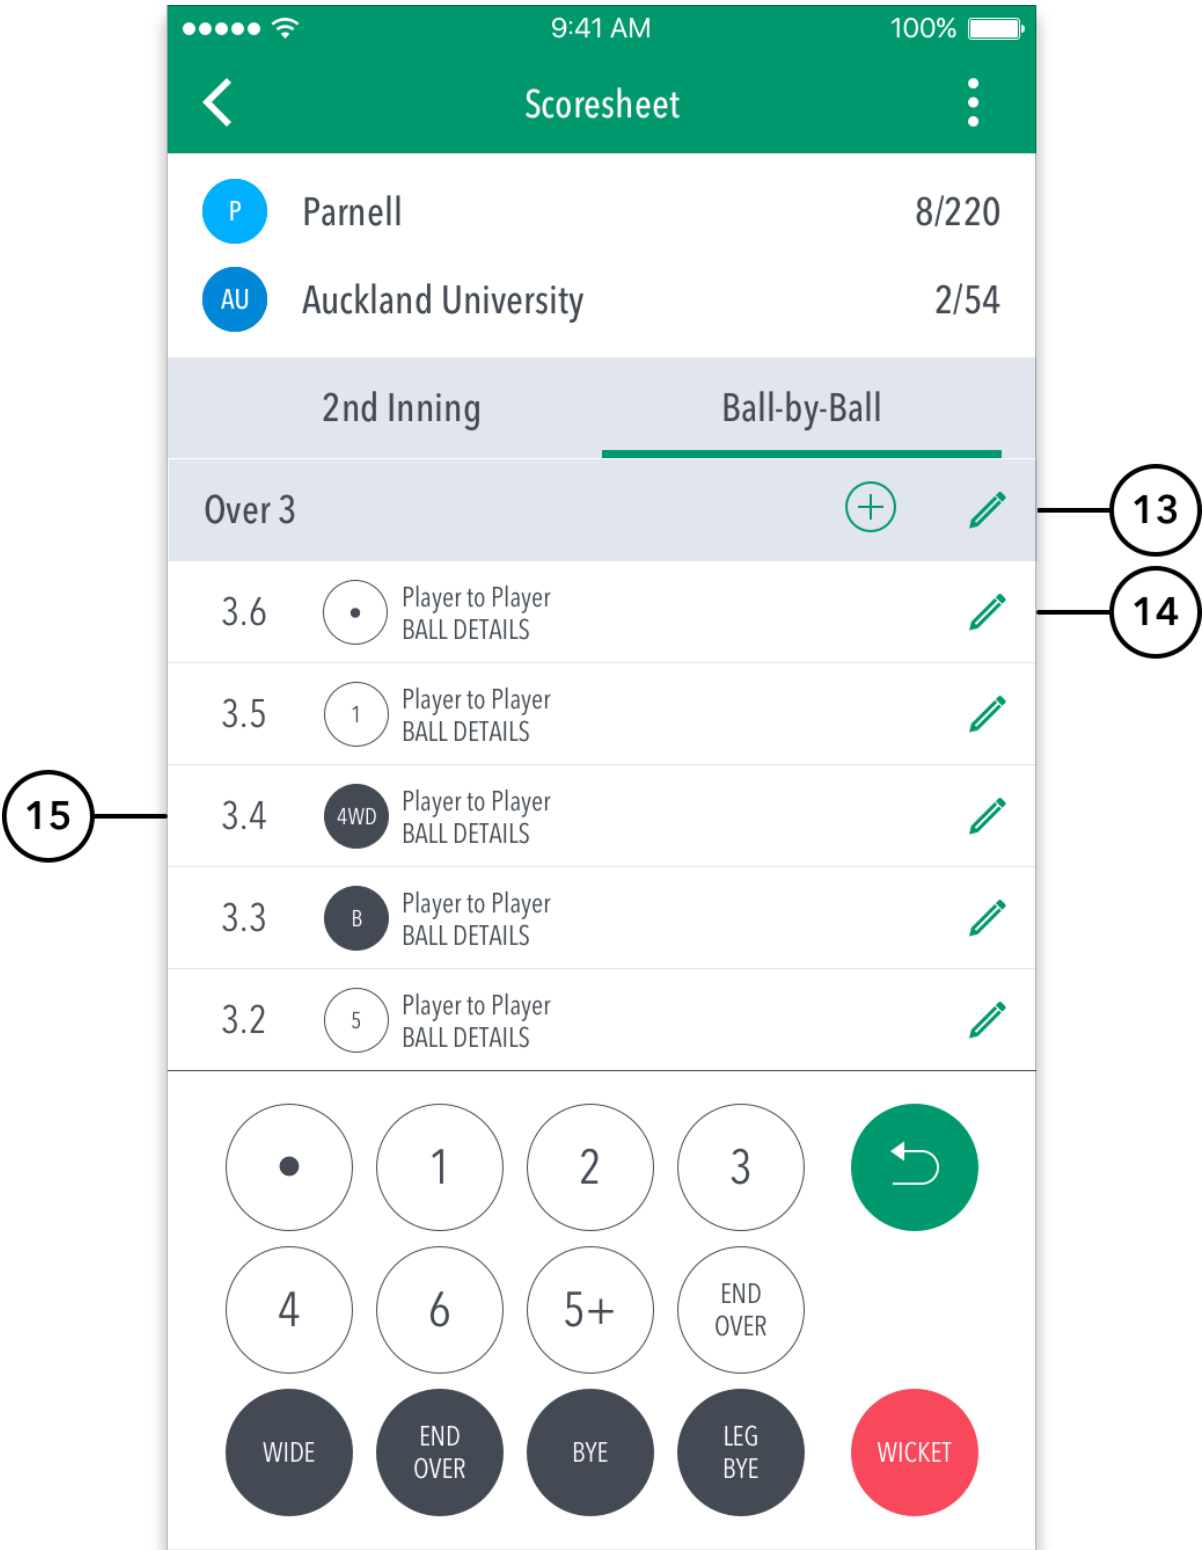 9:41 AM 100%
Scoresheet
P Parnell 8/220
AU Auckland University 2/54
2nd Inning Ball-by-Ball
Over 3 13
3.6 • Player to Player
BALL DETAILS 14
3.5 1 Player to Player
BALL DETAILS
15 3.4 4WD Player to Player
BALL DETAILS
3.3 B Player to Player
BALL DETAILS
3.2 5 Player to Player
BALL DETAILS
• 1 2 3
4 6 5+ END
OVER
WIDE END
OVER BYE LEG
BYE WICKET